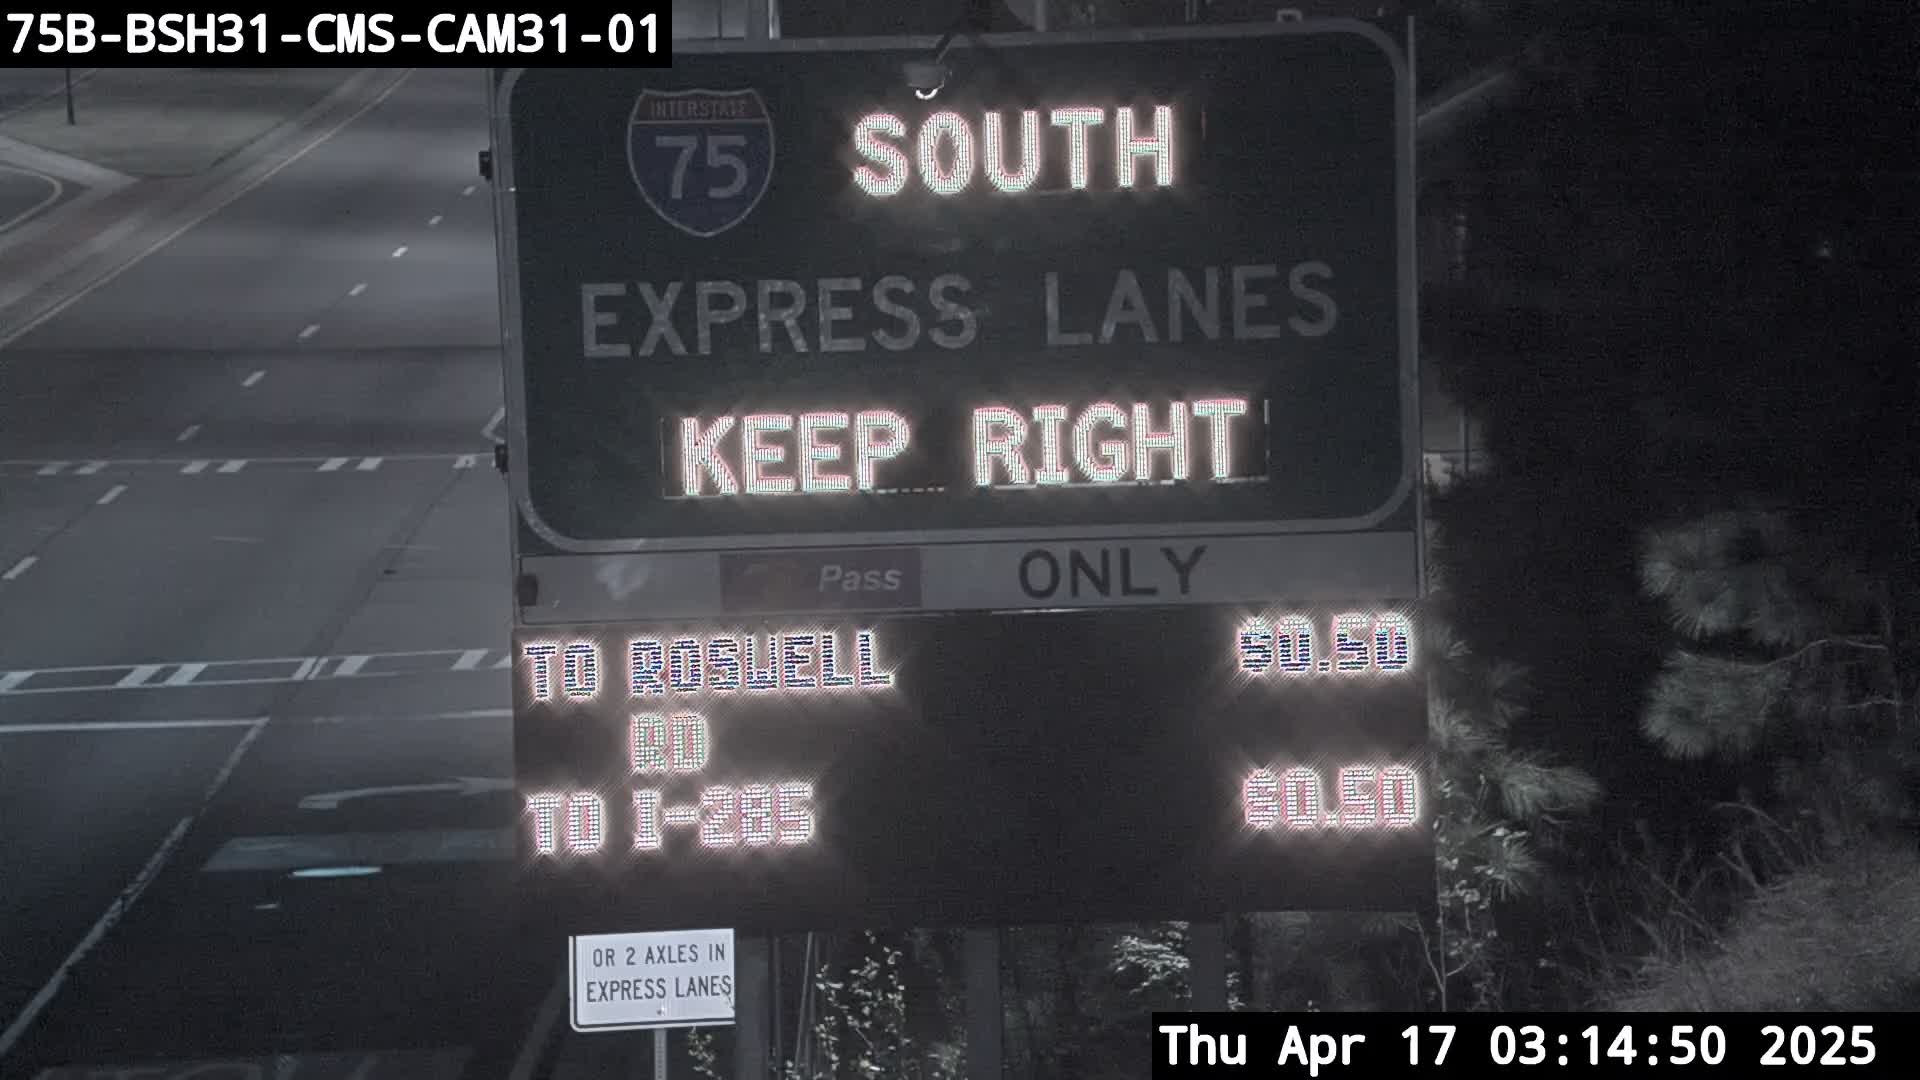 75B-BSH31-CMS-CAM31-01
INTERSTATE
75
SOUTH
EXPRESS LANES
KEEP RIGHT
Pass
ONLY
TO ROSWELL $0.50
RD
TO I-285 $0.50
OR 2 AXLES IN
EXPRESS LANES
Thu Apr 17 03:14:50 2025